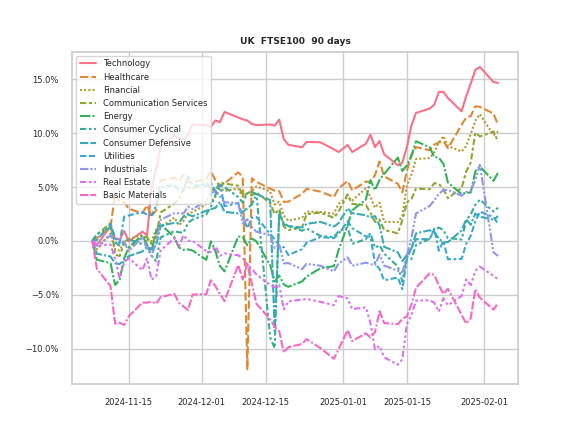 UK FTSE100 90 days
Technology
Healthcare
Financial
Communication Services
Energy
Consumer Cyclical
Consumer Defensive
Utilities
Industrials
Real Estate
Basic Materials
15.0%
10.0%
5.0%
0.0%
−5.0%
−10.0%
2024-11-15
2024-12-01
2024-12-15
2025-01-01
2025-01-15
2025-02-01